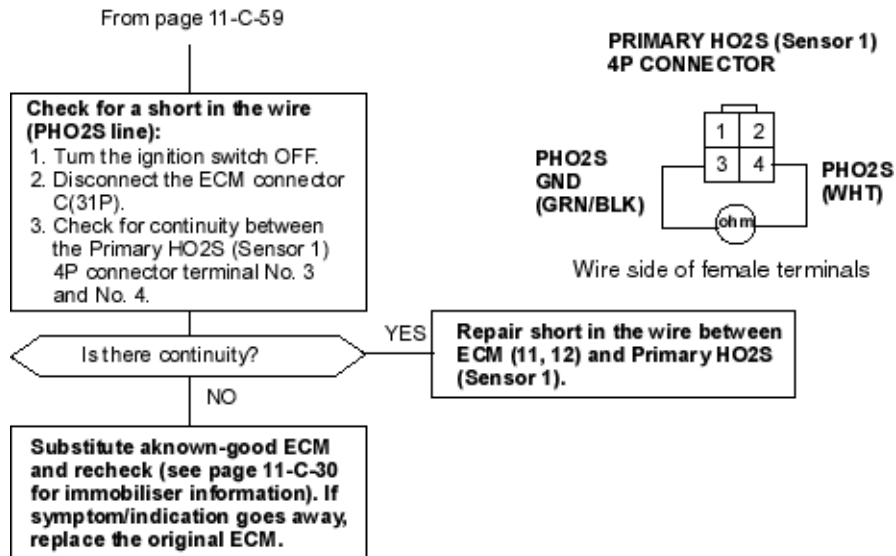 From page 11-C-59
Check for a short in the wire
(PHO2S line):
1. Turn the ignition switch OFF.
2. Disconnect the ECM connector
C(31P).
3. Check for continuity between
the Primary HO2S (Sensor 1)
4P connector terminal No. 3
and No. 4.
Is there continuity?
YES
Repair short in the wire between
ECM (11, 12) and Primary HO2S
(Sensor 1).
NO
Substitute aknown-good ECM
and recheck (see page 11-C-30
for immobiliser information). If
symptom/indication goes away,
replace the original ECM.
PRIMARY HO2S (Sensor 1)
4P CONNECTOR
1 2
3 4
PHO2S
GND
(GRN/BLK)
PHO2S
(WHT)
ohm
Wire side of female terminals